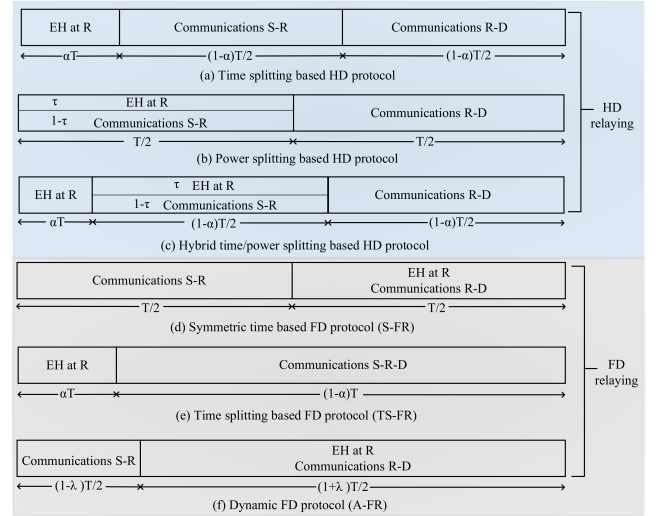 EH at R Communications S-R Communications R-D
αT (1-α)T/2 (1-α)T/2
(a) Time splitting based HD protocol
τ EH at R
1-τ Communications S-R
Communications R-D
T/2 T/2
(b) Power splitting based HD protocol
HD
relaying
EH at R
τ EH at R
1-τ Communications S-R
Communications R-D
αT (1-α)T/2 (1-α)T/2
(c) Hybrid time/power splitting based HD protocol
Communications S-R
EH at R
Communications R-D
T/2 T/2
(d) Symmetric time based FD protocol (S-FR)
EH at R Communications S-R-D
αT (1-α)T
(e) Time splitting based FD protocol (TS-FR)
FD
relaying
Communications S-R
EH at R
Communications R-D
(1-λ )T/2 (1+λ )T/2
(f) Dynamic FD protocol (A-FR)